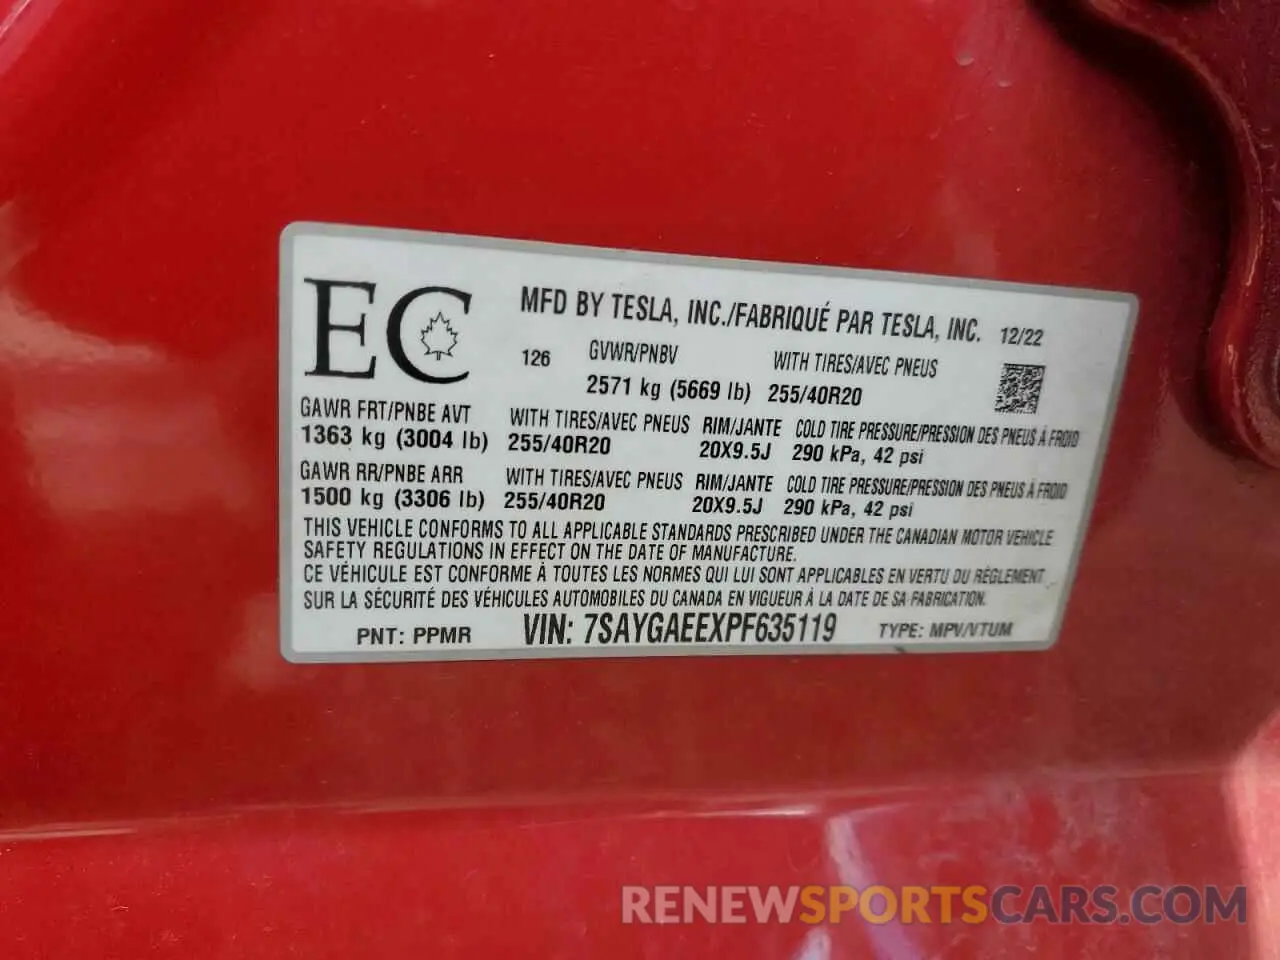 EC
MFD BY TESLA, INC./FABRIQUÉ PAR TESLA, INC. 12/22
126 GVWR/PNBV WITH TIRES/AVEC PNEUS
2571 kg (5669 lb) 255/40R20
GAWR FRT/PNBE AVT WITH TIRES/AVEC PNEUS RIM/JANTE COLD TIRE PRESSURE/PRESSION DES PNEUS À FROID
1363 kg (3004 lb) 255/40R20 20X9.5J 290 kPa, 42 psi
GAWR RR/PNBE ARR WITH TIRES/AVEC PNEUS RIM/JANTE COLD TIRE PRESSURE/PRESSION DES PNEUS À FROID
1500 kg (3306 lb) 255/40R20 20X9.5J 290 kPa, 42 psi
THIS VEHICLE CONFORMS TO ALL APPLICABLE STANDARDS PRESCRIBED UNDER THE CANADIAN MOTOR VEHICLE
SAFETY REGULATIONS IN EFFECT ON THE DATE OF MANUFACTURE.
CE VÉHICULE EST CONFORME À TOUTES LES NORMES QUI LUI SONT APPLICABLES EN VERTU DU RÈGLEMENT
SUR LA SÉCURITÉ DES VÉHICULES AUTOMOBILES DU CANADA EN VIGUEUR À LA DATE DE SA FABRICATION.
PNT: PPMR VIN: 7SAYGAEEXPF635119 TYPE: MPV/VTUM
RENEWSPORTSCARS.COM